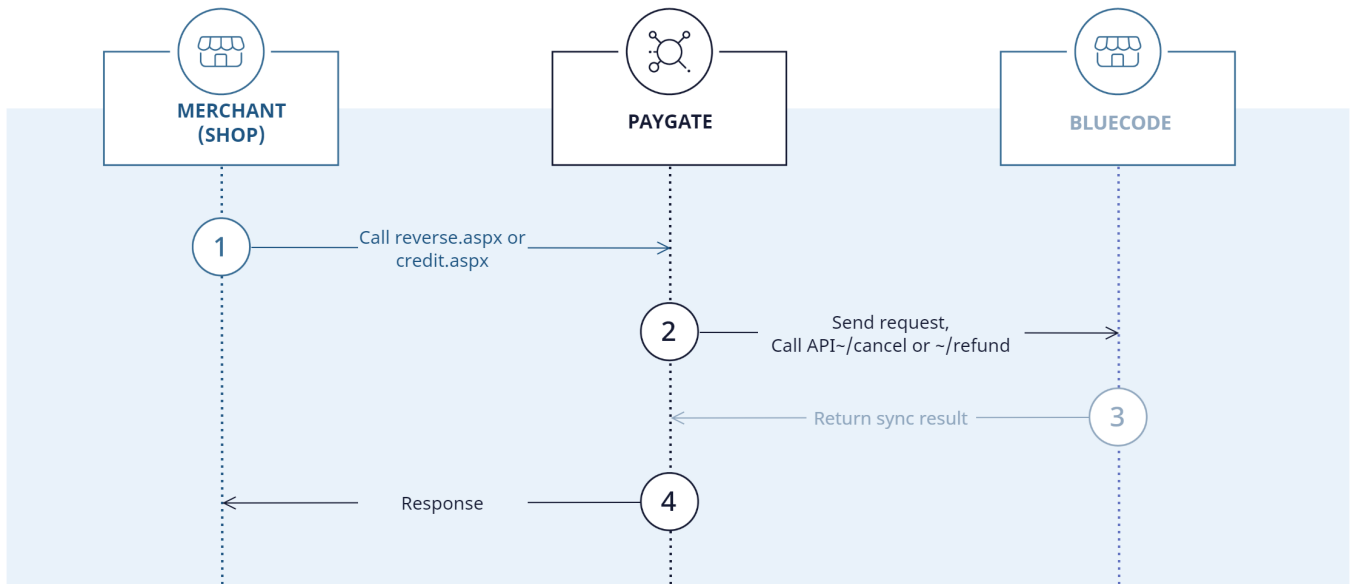 MERCHANT
(SHOP)
PAYGATE
BLUECODE
1
Call reverse.aspx or
credit.aspx
2
Send request,
Call API~/cancel or ~/refund
Return sync result
3
Response
4